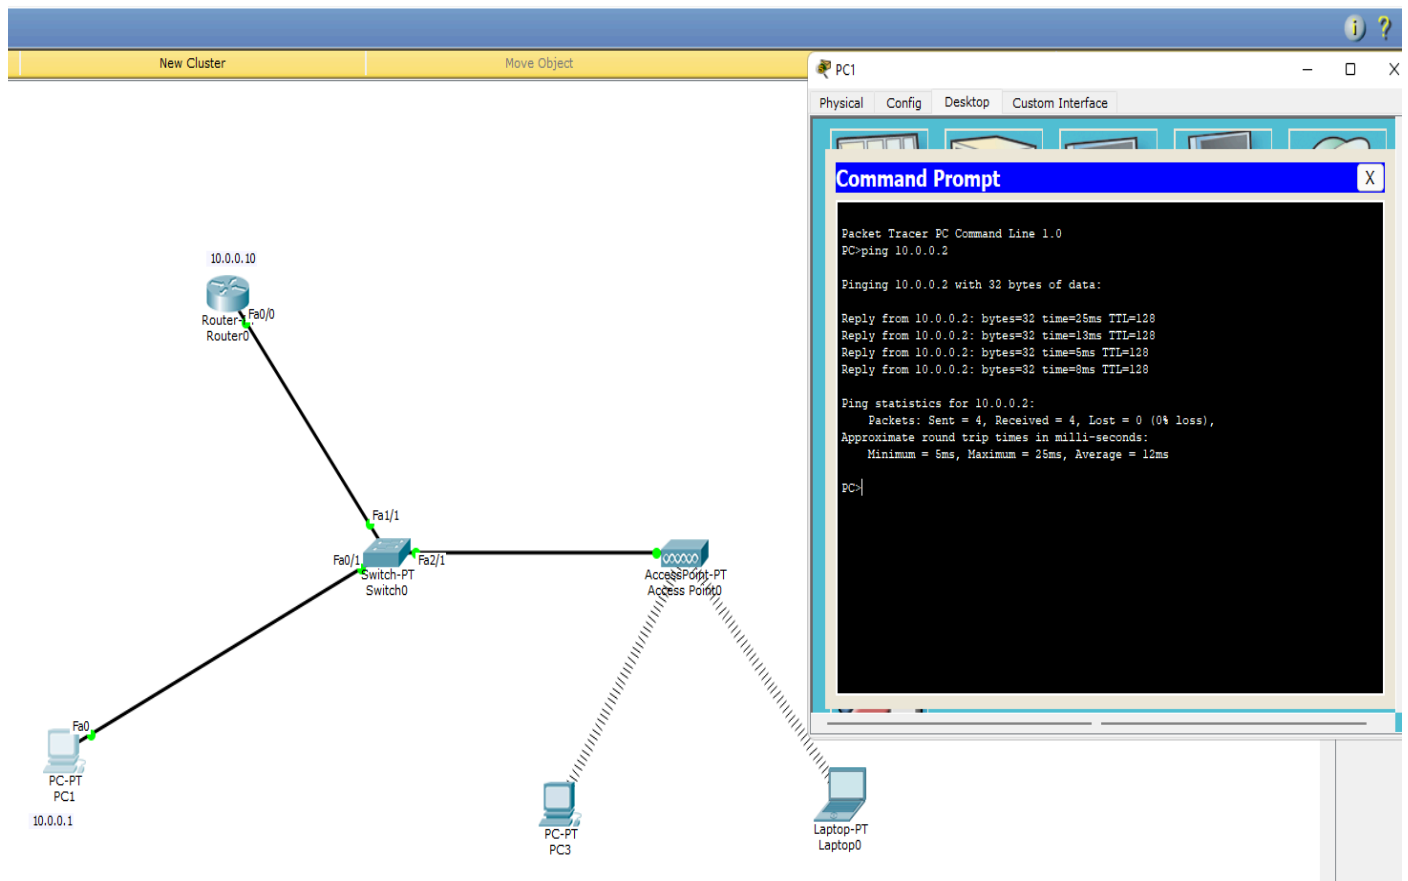 New Cluster
Move Object
PC1
Physical
Config
Desktop
Custom Interface
Command Prompt
X
Packet Tracer PC Command Line 1.0
PC>ping 10.0.0.2
Pinging 10.0.0.2 with 32 bytes of data:
Reply from 10.0.0.2: bytes=32 time=25ms TTL=128
Reply from 10.0.0.2: bytes=32 time=13ms TTL=128
Reply from 10.0.0.2: bytes=32 time=5ms TTL=128
Reply from 10.0.0.2: bytes=32 time=8ms TTL=128
Ping statistics for 10.0.0.2:
Packets: Sent = 4, Received = 4, Lost = 0 (0% loss),
Approximate round trip times in milli-seconds:
Minimum = 5ms, Maximum = 25ms, Average = 12ms
PC>
10.0.0.10
Fa0/0
Router0
Fa1/1
Fa0/1
Fa2/1
Switch-PT
Switch0
AccessPoint-PT
Access Point0
Fa0
PC-PT
PC1
10.0.0.1
PC-PT
PC3
Laptop-PT
Laptop0